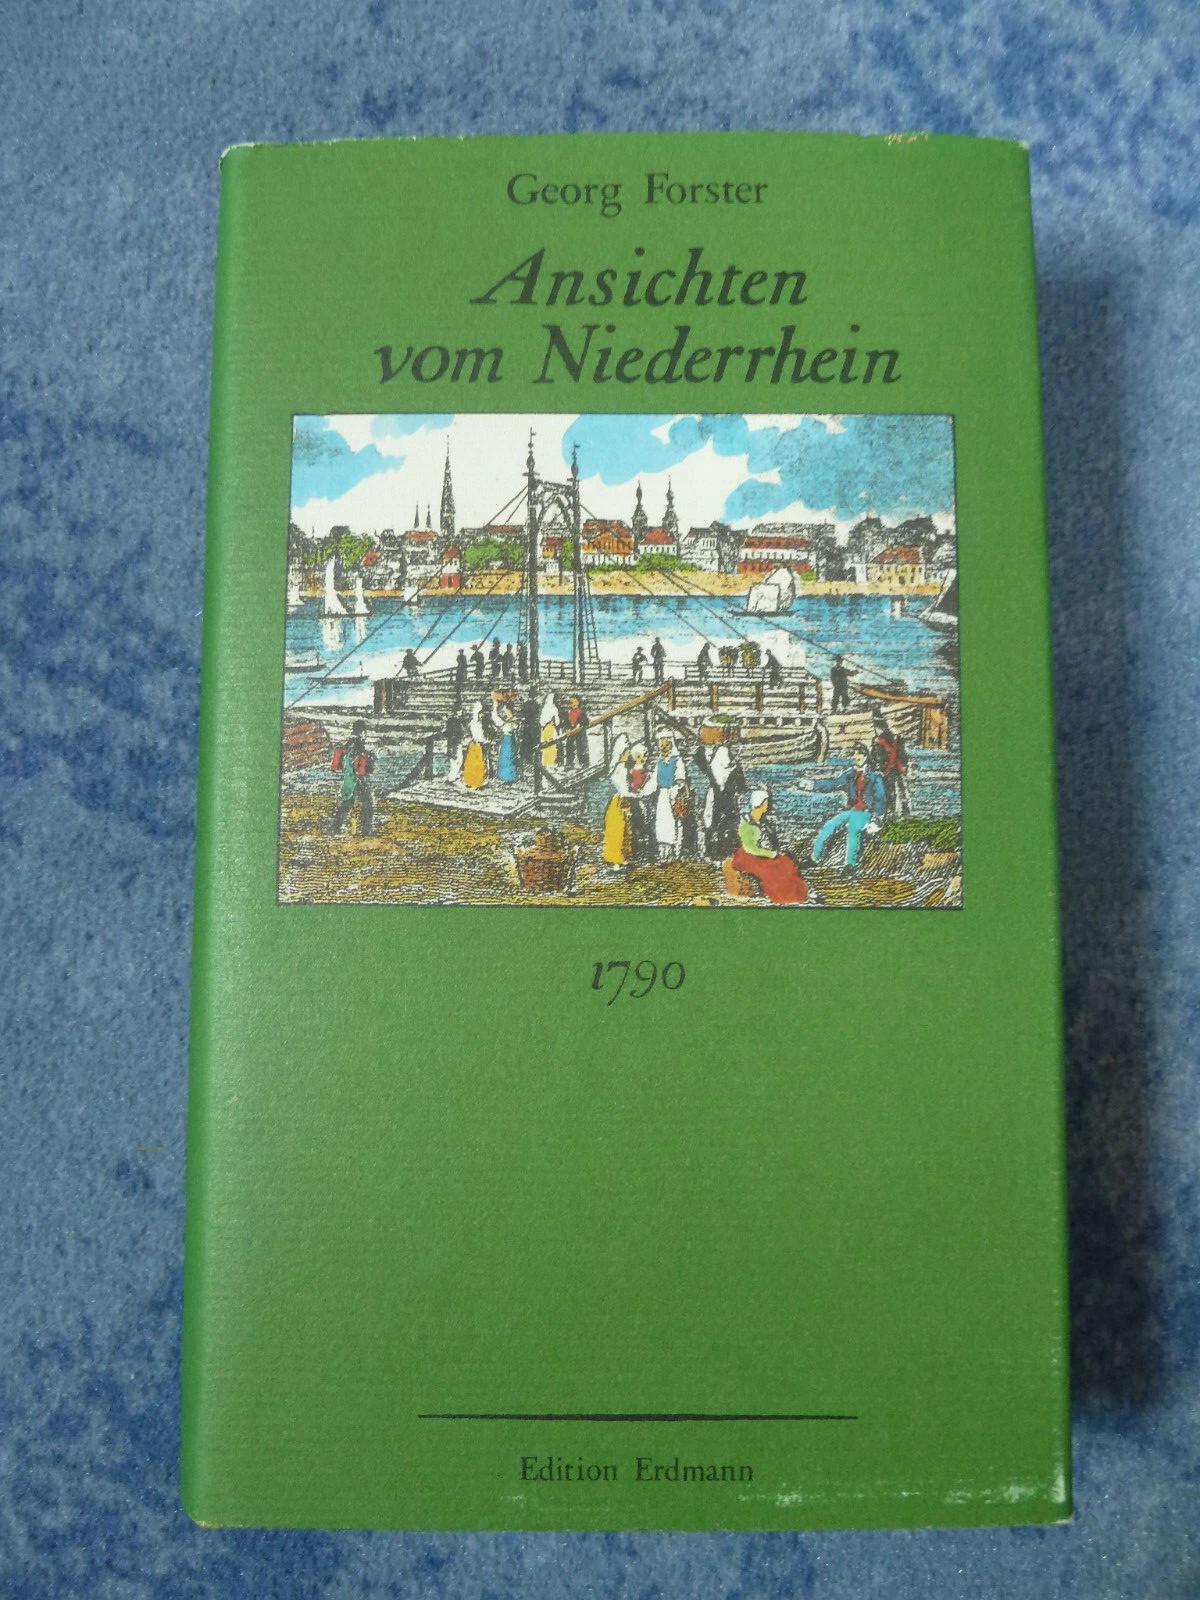 Georg Forster
Ansichten
vom Niederrhein
1790
Edition Erdmann